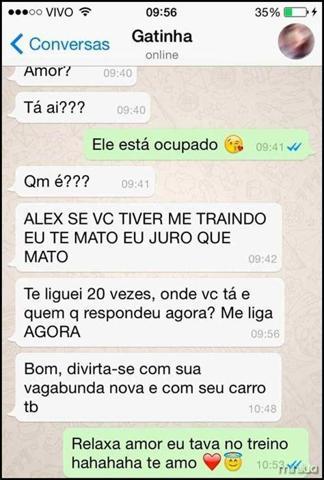 VIVO 09:56 35%
Conversas Gatinha
online
Amor? 09:40
Tá ai??? 09:40
Ele está ocupado 09:41
Qm é??? 09:41
ALEX SE VC TIVER ME TRAINDO
EU TE MATO EU JURO QUE
MATO 09:42
Te liguei 20 vezes, onde vc tá e
quem q respondeu agora? Me liga
AGORA 09:56
Bom, divirta-se com sua
vagabunda nova e com seu carro
tb 10:48
Relaxa amor eu tava no treino
hahahaha te amo 10:53